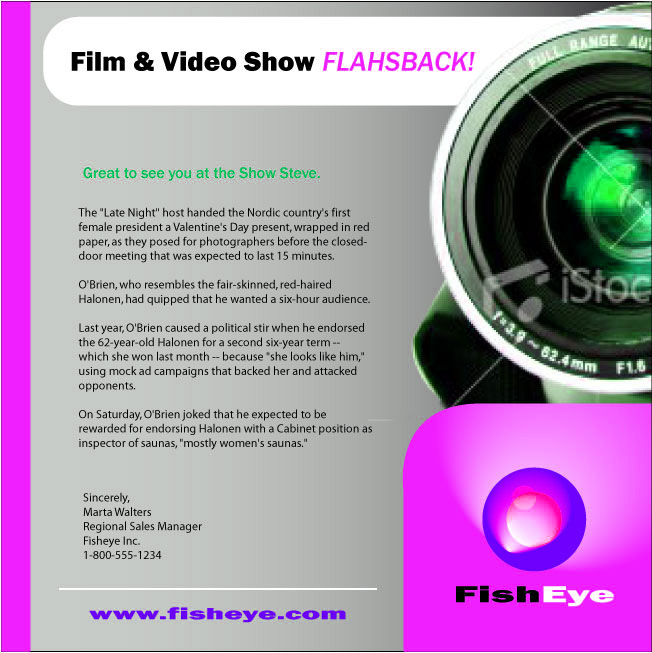 Film & Video Show FLAHSBACK!
FULL RANGE AUT
Great to see you at the Show Steve.
The "Late Night" host handed the Nordic country's first
female president a Valentine's Day present, wrapped in red
paper, as they posed for photographers before the closed-
door meeting that was expected to last 15 minutes.
O'Brien, who resembles the fair-skinned, red-haired
Halonen, had quipped that he wanted a six-hour audience.
Last year, O'Brien caused a political stir when he endorsed
the 62-year-old Halonen for a second six-year term --
which she won last month -- because "she looks like him,"
using mock ad campaigns that backed her and attacked
opponents.
On Saturday, O'Brien joked that he expected to be
rewarded for endorsing Halonen with a Cabinet position as
inspector of saunas, "mostly women's saunas."
iStoc
f=3.9 ~ 62.4mm F1.6
Sincerely,
Marta Walters
Regional Sales Manager
Fisheye Inc.
1-800-555-1234
www.fisheye.com
FishEye